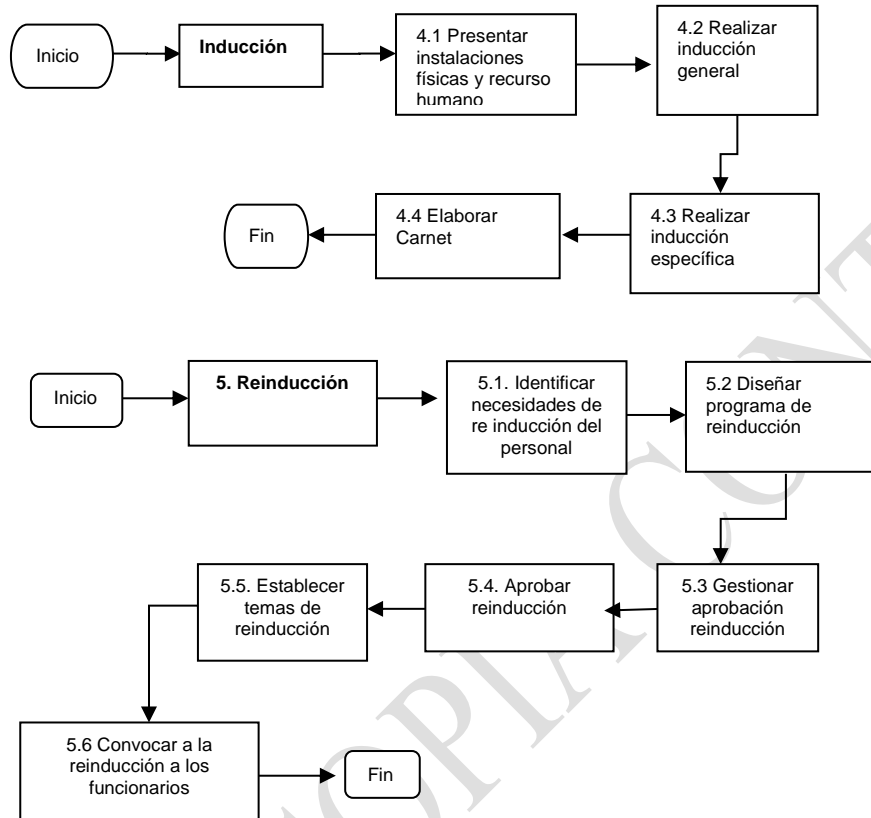 Inicio
Inducción
4.1 Presentar
instalaciones
físicas y recurso
humano
4.2 Realizar
inducción
general
4.3 Realizar
inducción
específica
4.4 Elaborar
Carnet
Fin
Inicio
5. Reinducción
5.1. Identificar
necesidades de
re inducción del
personal
5.2 Diseñar
programa de
reinducción
5.3 Gestionar
aprobación
reinducción
5.4. Aprobar
reinducción
5.5. Establecer
temas de
reinducción
5.6 Convocar a la
reinducción a los
funcionarios
Fin